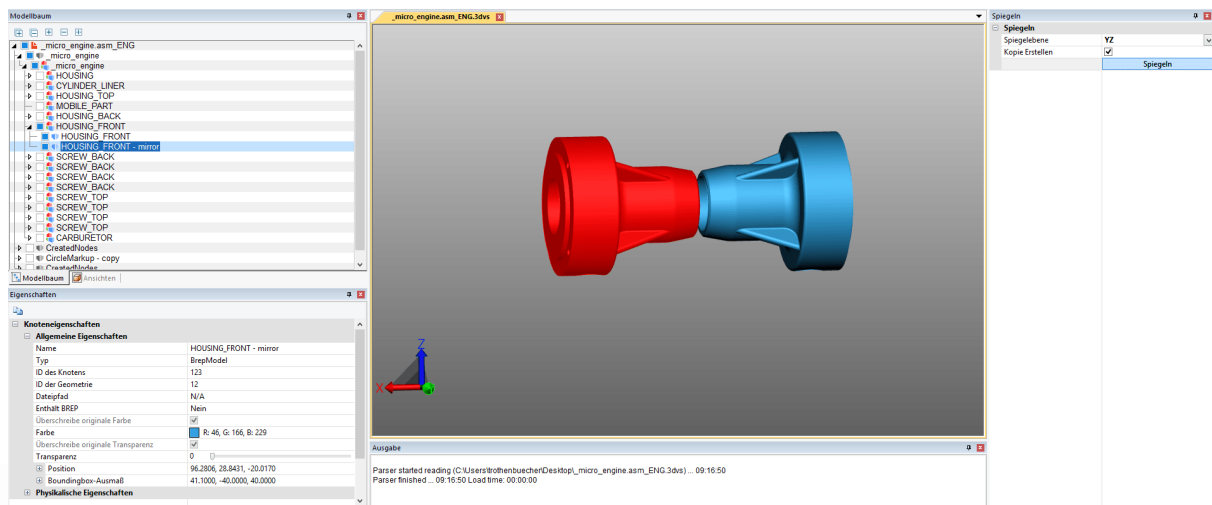 Modellbaum
_micro_engine.asm_ENG
_micro_engine
_micro_engine
HOUSING
CYLINDER_LINER
HOUSING_TOP
MOBILE_PART
HOUSING_BACK
HOUSING_FRONT
HOUSING_FRONT
HOUSING_FRONT - mirror
SCREW_BACK
SCREW_BACK
SCREW_BACK
SCREW_BACK
SCREW_TOP
SCREW_TOP
SCREW_TOP
SCREW_TOP
CARBURETOR
CreatedNodes
CircleMarkup - copy
CreatedNodes
Modellbaum Ansichten
Eigenschaften
Knoteneigenschaften
Allgemeine Eigenschaften
Name HOUSING_FRONT - mirror
Typ BrepModel
ID des Knotens 123
ID der Geometrie 12
Dateipfad N/A
Enthält BREP Nein
Überschreibe originale Farbe
Farbe R: 46, G: 166, B: 229
Überschreibe originale Transparenz
Transparenz 0
Position 96.2806, 28.8431, -20.0170
Boundingbox-Ausmaß 41.1000, -40.0000, 40.0000
Physikalische Eigenschaften
_micro_engine.asm_ENG.3dvs
Z
X
Ausgabe
Parser started reading (C:\Users\trothenbuecher\Desktop\_micro_engine.asm_ENG.3dvs) ... 09:16:50
Parser finished ... 09:16:50 Load time: 00:00:00
Spiegeln
Spiegeln
Spiegelebene YZ
Kopie Erstellen
Spiegeln